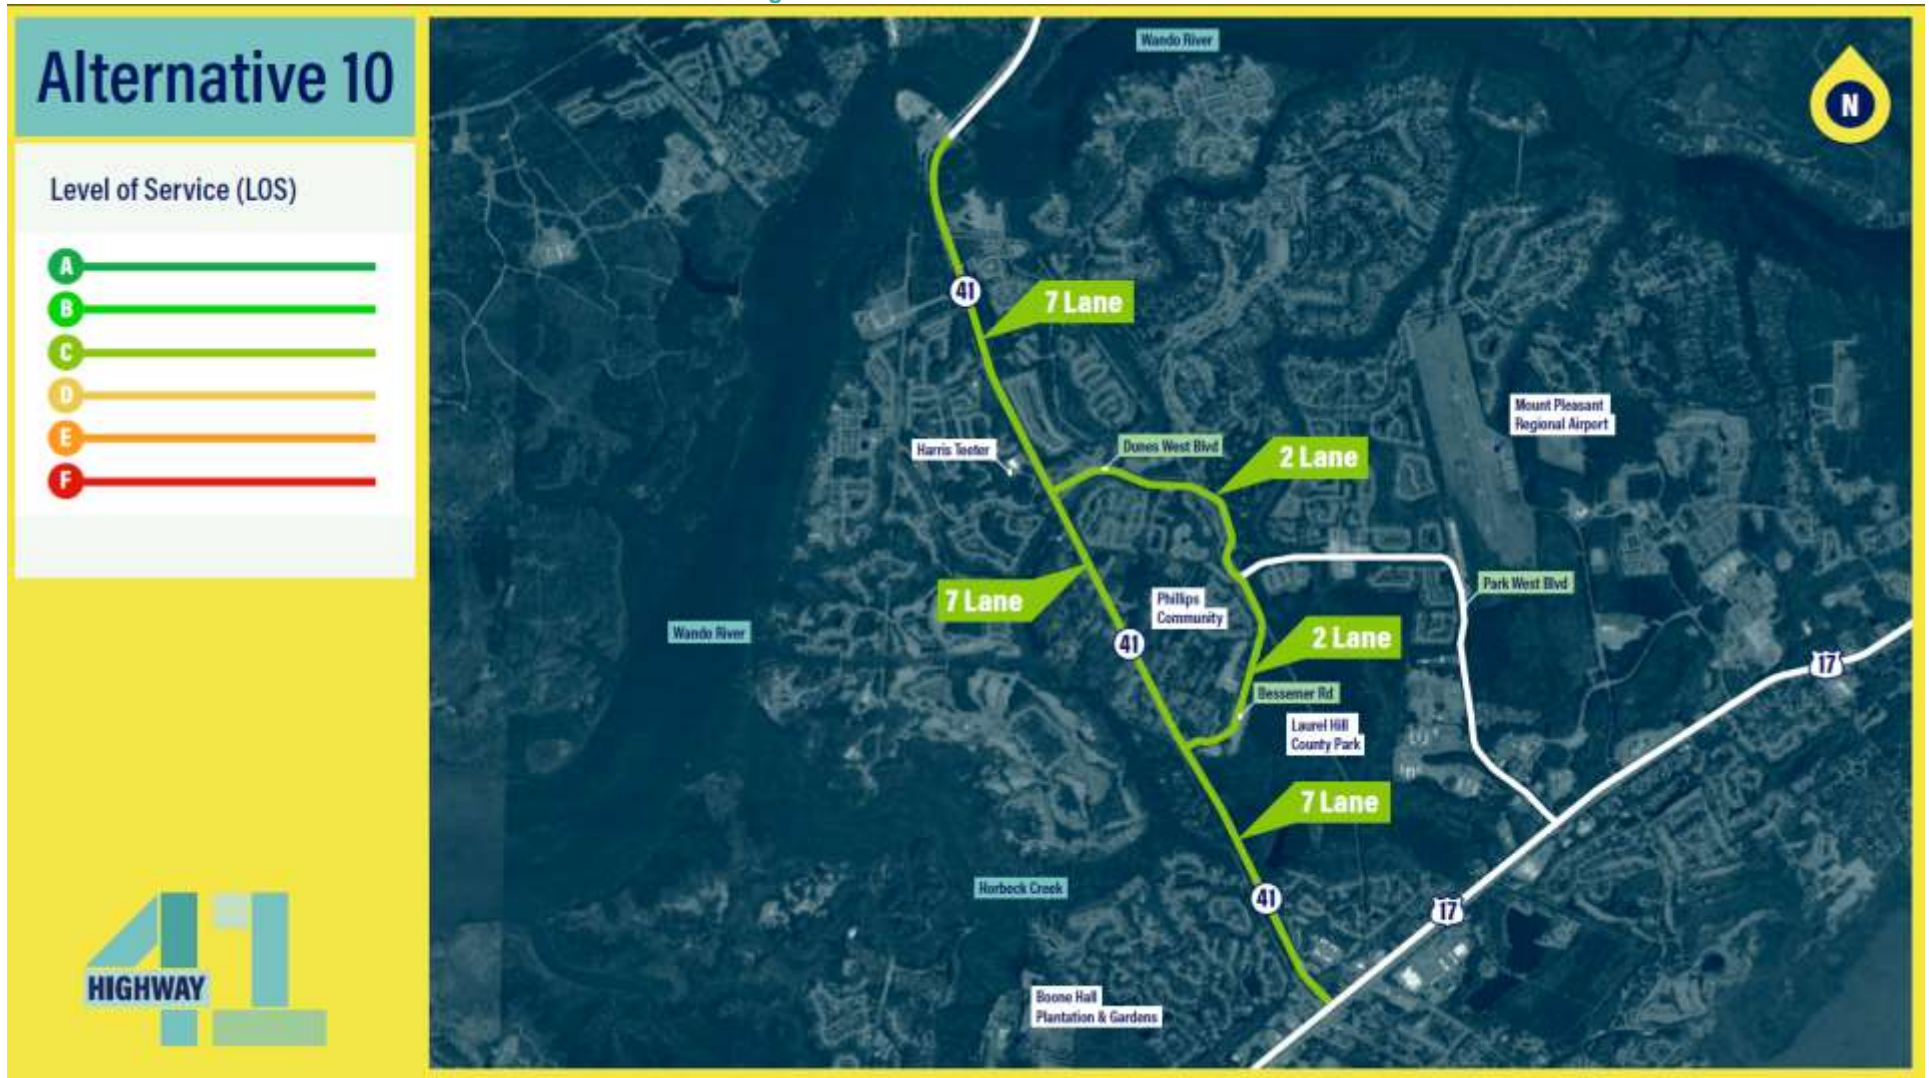 Alternative 10
Level of Service (LOS)
A
B
C
D
E
F
HIGHWAY
41
Wando River
N
41
7 Lane
Mount Pleasant
Regional Airport
Harris Teeter
Dunes West Blvd
2 Lane
7 Lane
Phillips
Community
Park West Blvd
Wando River
41
2 Lane
17
Bessemer Rd
Laurel Hill
County Park
7 Lane
Horbeck Creek
41
17
Boone Hall
Plantation & Gardens